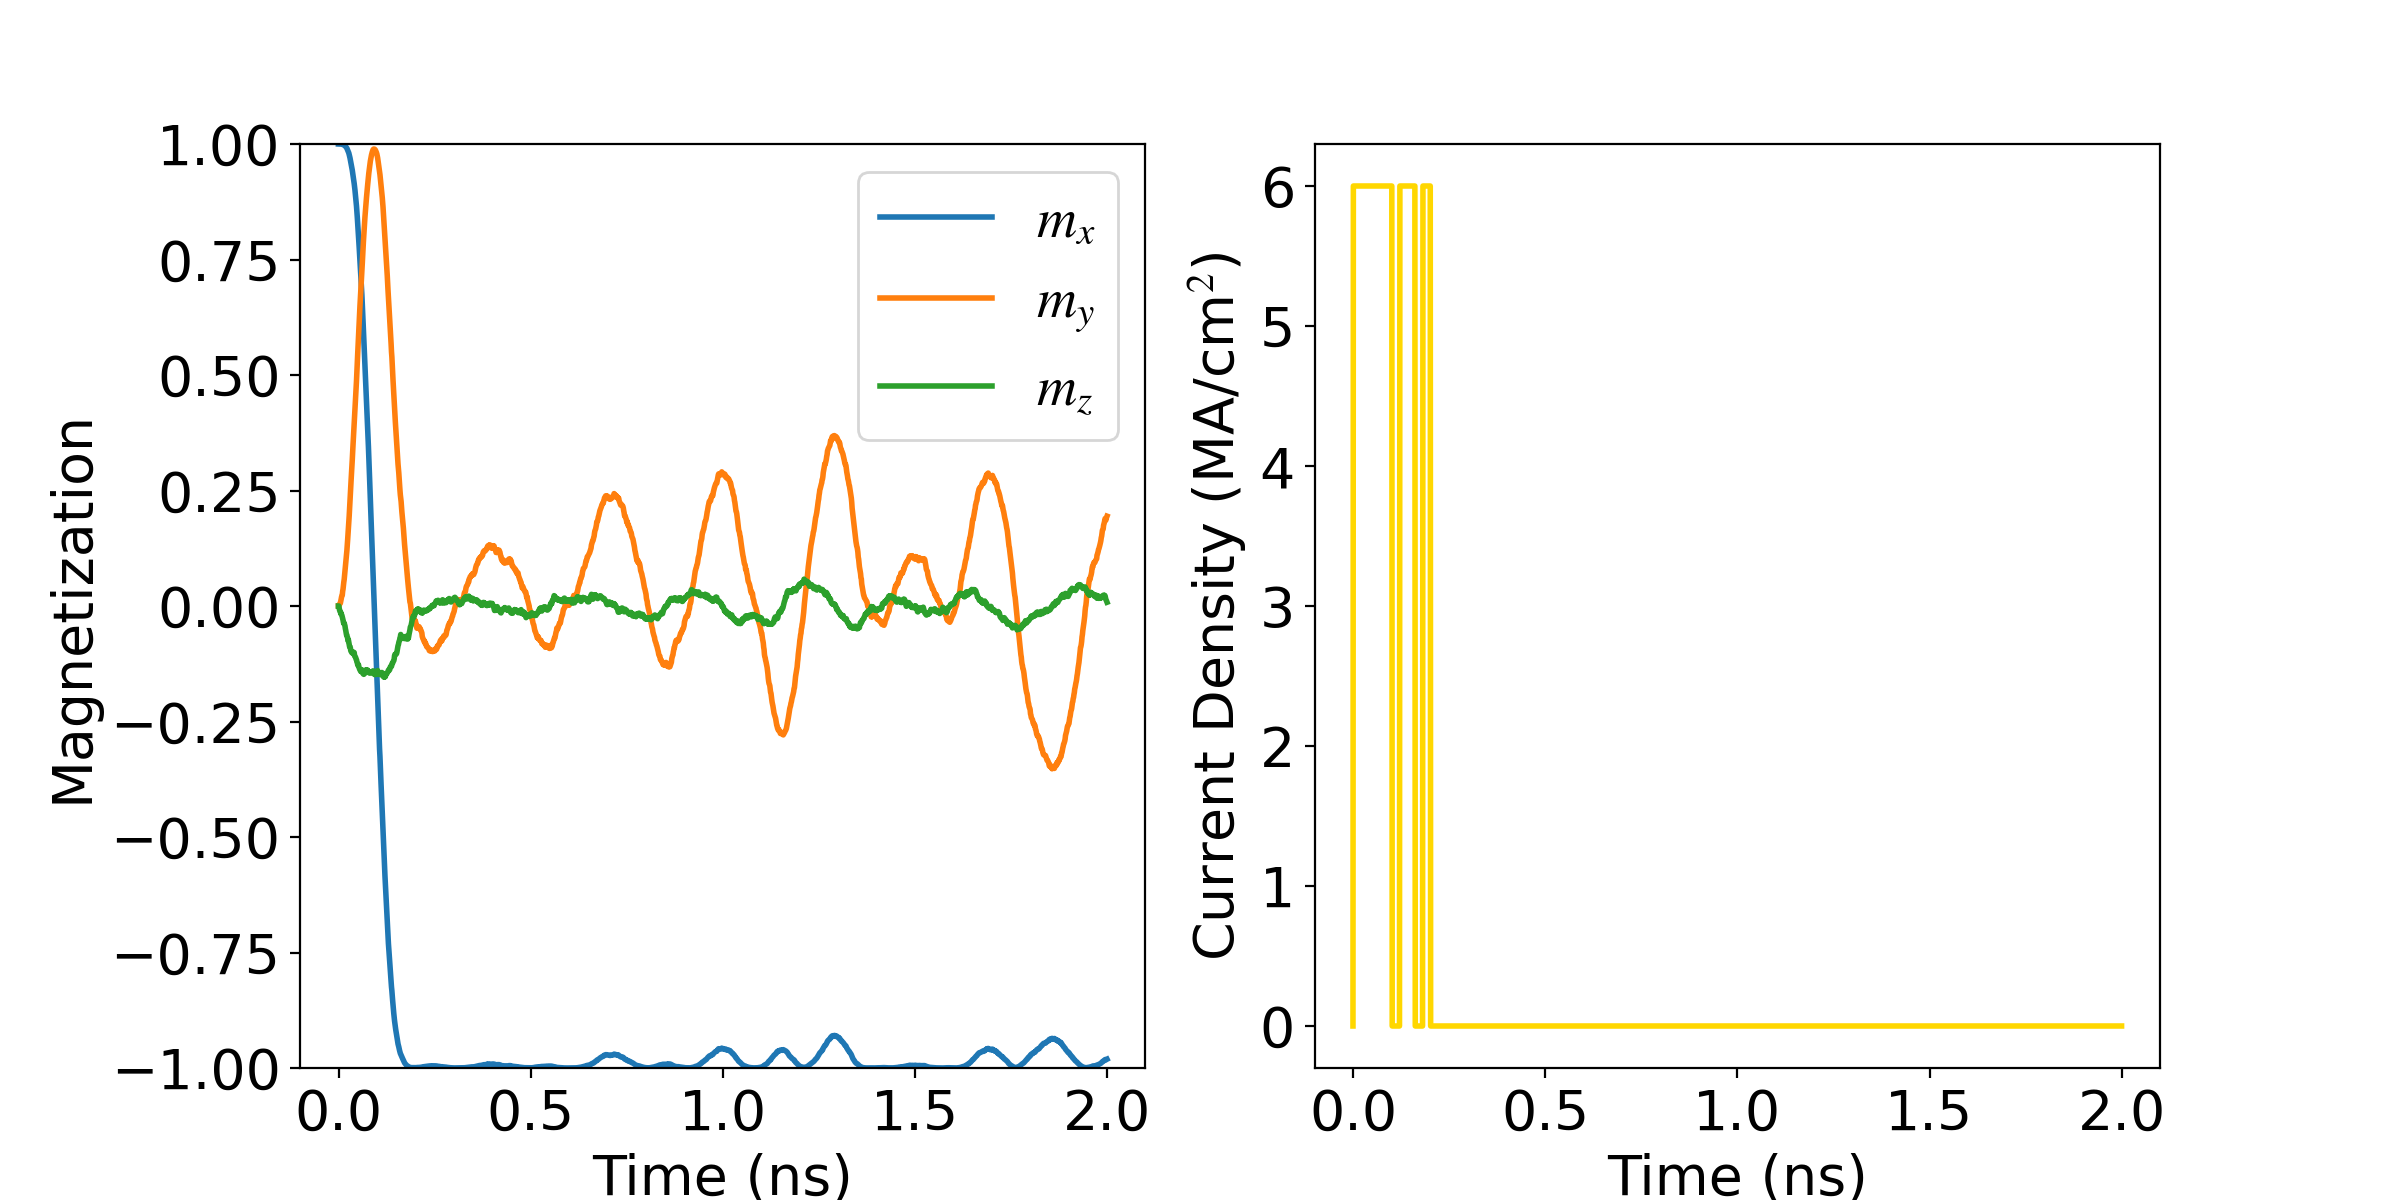 Magnetization
1.00
0.75
0.50
0.25
0.00
−0.25
−0.50
−0.75
−1.00
0.0 0.5 1.0 1.5 2.0
Time (ns)
m_x
m_y
m_z
Current Density (MA/cm²)
6
5
4
3
2
1
0
0.0 0.5 1.0 1.5 2.0
Time (ns)